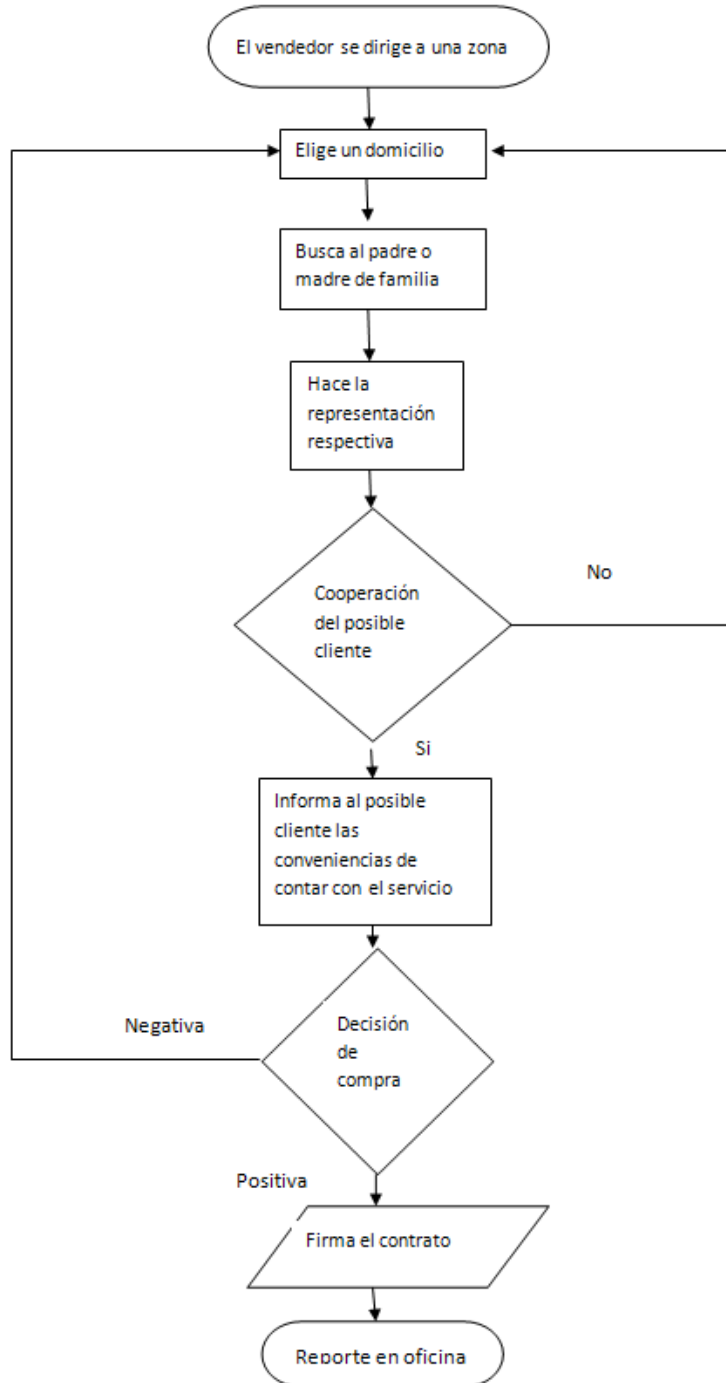 El vendedor se dirige a una zona
Elige un domicilio
Busca al padre o
madre de familia
Hace la
representación
respectiva
No
Cooperación
del posible
cliente
Si
Informa al posible
cliente las
conveniencias de
contar con el servicio
Negativa
Decisión
de
compra
Positiva
Firma el contrato
Reporte en oficina